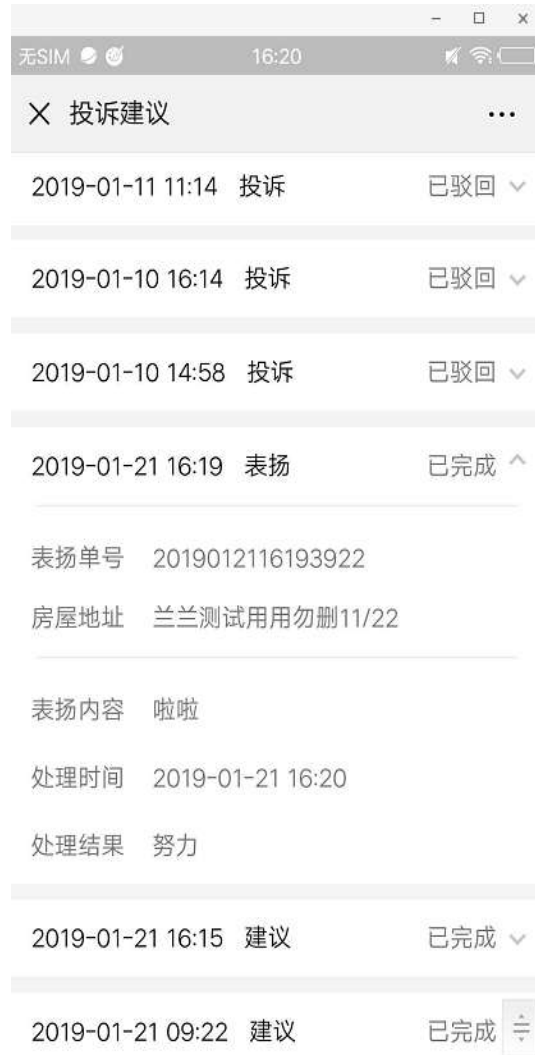 无SIM 16:20
投诉建议
2019-01-11 11:14 投诉 已驳回
2019-01-10 16:14 投诉 已驳回
2019-01-10 14:58 投诉 已驳回
2019-01-21 16:19 表扬 已完成
表扬单号 2019012116193922
房屋地址 兰兰测试用用勿删11/22
表扬内容 啦啦
处理时间 2019-01-21 16:20
处理结果 努力
2019-01-21 16:15 建议 已完成
2019-01-21 09:22 建议 已完成